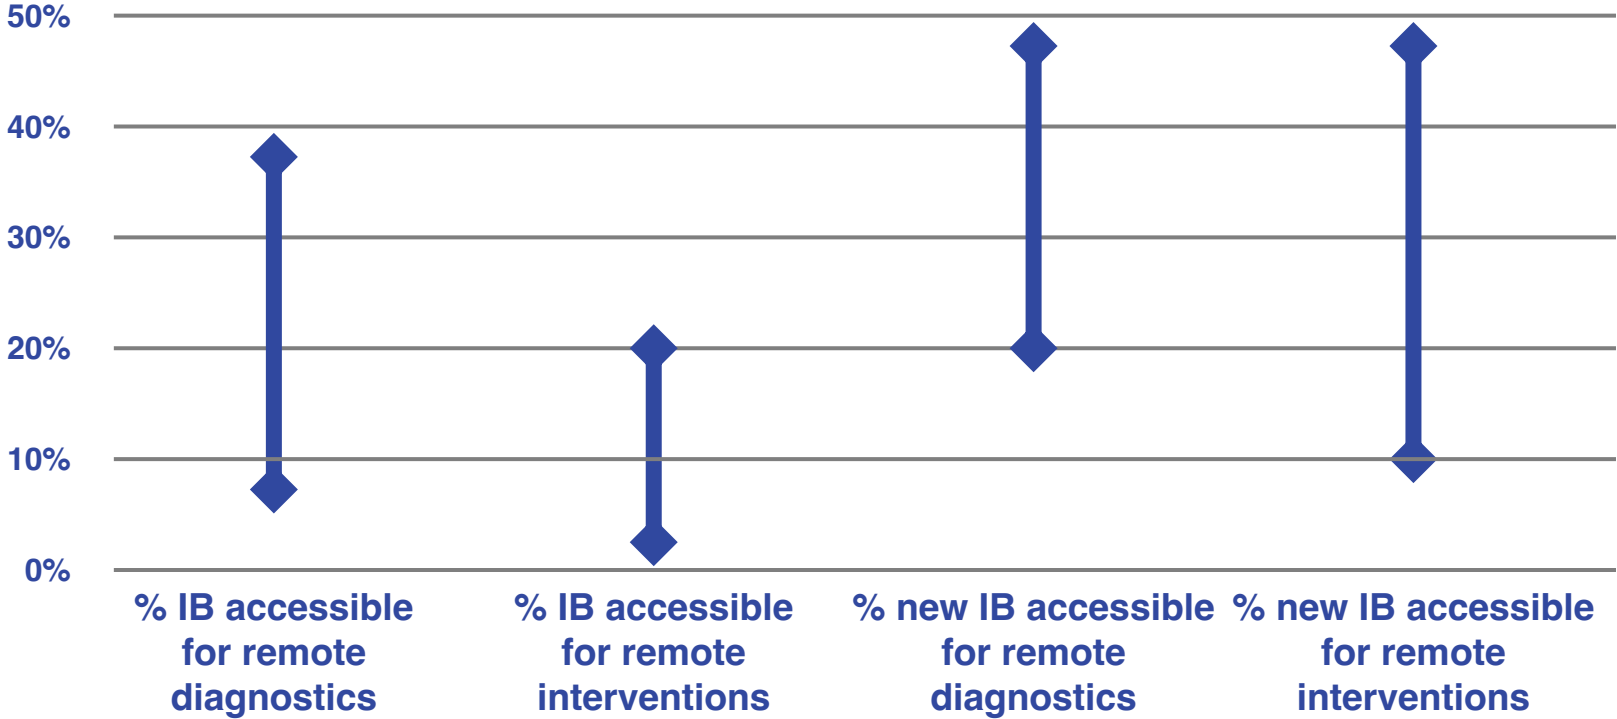 50%
40%
30%
20%
10%
0%
% IB accessible
for remote
diagnostics
% IB accessible
for remote
interventions
% new IB accessible
for remote
diagnostics
% new IB accessible
for remote
interventions